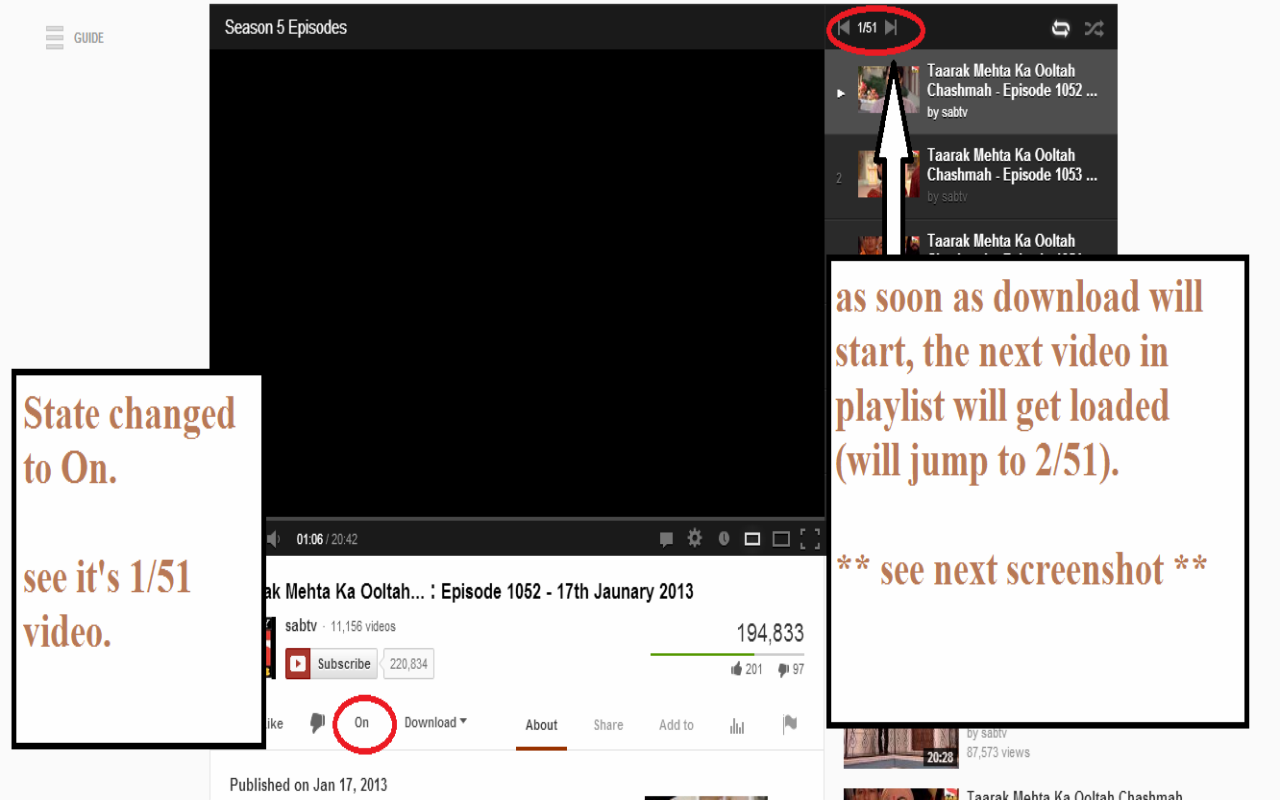 GUIDE
Season 5 Episodes
1/51
Taarak Mehta Ka Ooltah
Chashmah - Episode 1052 ...
by sabtv
2
Taarak Mehta Ka Ooltah
Chashmah - Episode 1053 ...
by sabtv
Taarak Mehta Ka Ooltah
as soon as download will
start, the next video in
playlist will get loaded
(will jump to 2/51).
** see next screenshot **
State changed
to On.
see it's 1/51
video.
01:06 / 20:42
ak Mehta Ka Ooltah... : Episode 1052 - 17th Jaunary 2013
sabtv · 11,156 videos
Subscribe 220,834
194,833
201 97
ike On Download About Share Add to
Published on Jan 17, 2013
by sabtv
87,573 views
20:28
Taarak Mehta Ka Ooltah Chashmah